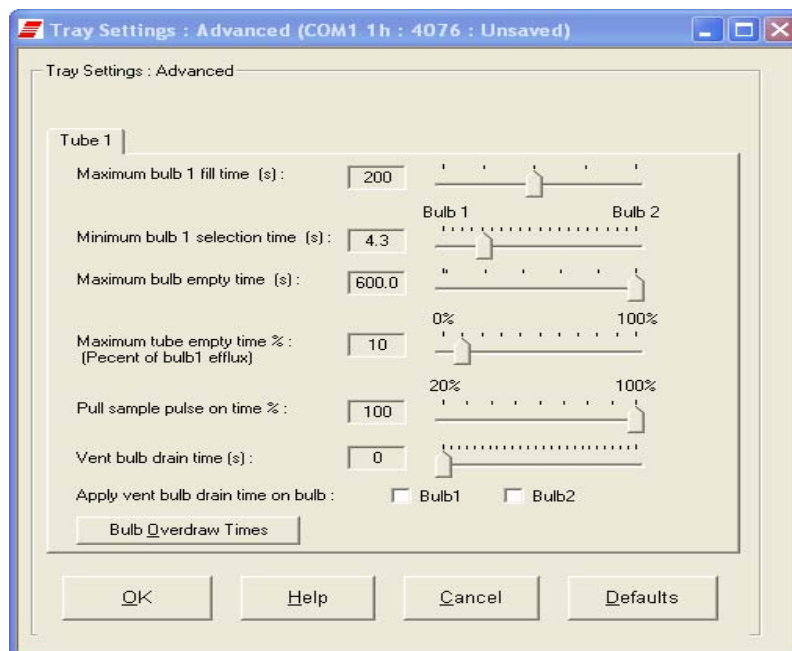 Tray Settings : Advanced (COM1 1h : 4076 : Unsaved)
Tray Settings : Advanced
Tube 1
Maximum bulb 1 fill time (s) : 200
Bulb 1 Bulb 2
Minimum bulb 1 selection time (s) : 4.3
Maximum bulb empty time (s) : 600.0
0% 100%
Maximum tube empty time % : 10
(Pecent of bulb1 efflux)
20% 100%
Pull sample pulse on time % : 100
Vent bulb drain time (s) : 0
Apply vent bulb drain time on bulb : Bulb1 Bulb2
Bulb Overdraw Times
OK Help Cancel Defaults